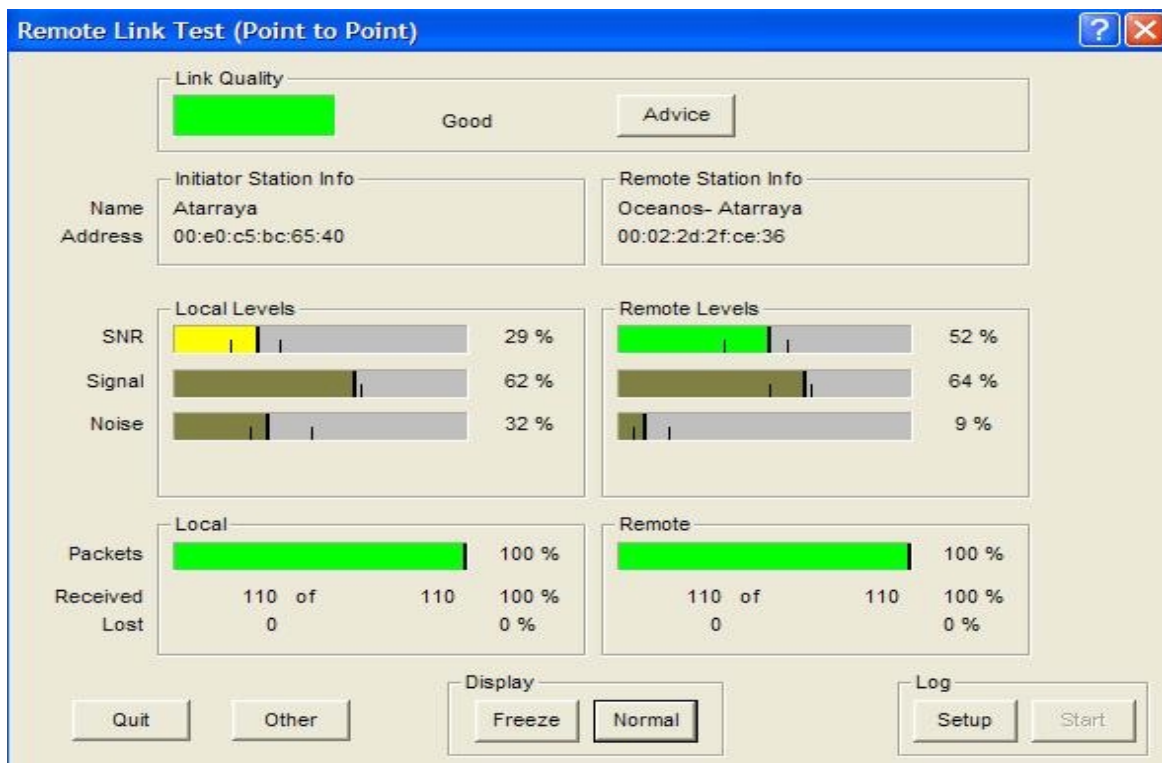 Remote Link Test (Point to Point)
?
Link Quality
Good
Advice
Initiator Station Info
Remote Station Info
Name Atarraya Oceanos- Atarraya
Address 00:e0:c5:bc:65:40 00:02:2d:2f:ce:36
Local Levels
Remote Levels
SNR 29 % 52 %
Signal 62 % 64 %
Noise 32 % 9 %
Local
Remote
Packets 100 % 100 %
Received 110 of 110 100 % 110 of 110 100 %
Lost 0 0 % 0 0 %
Display
Log
Quit
Other
Freeze
Normal
Setup
Start